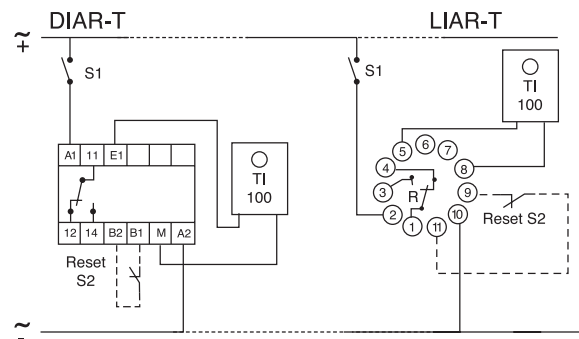 DIAR-T LIAR-T
~
+
S1 S1
TI
100
TI
100
A1 11 E1
12 14 B2 B1 M A2
Reset
S2
5 6 7
4 8
3 R 9
2 1 11 10
Reset S2
~
-